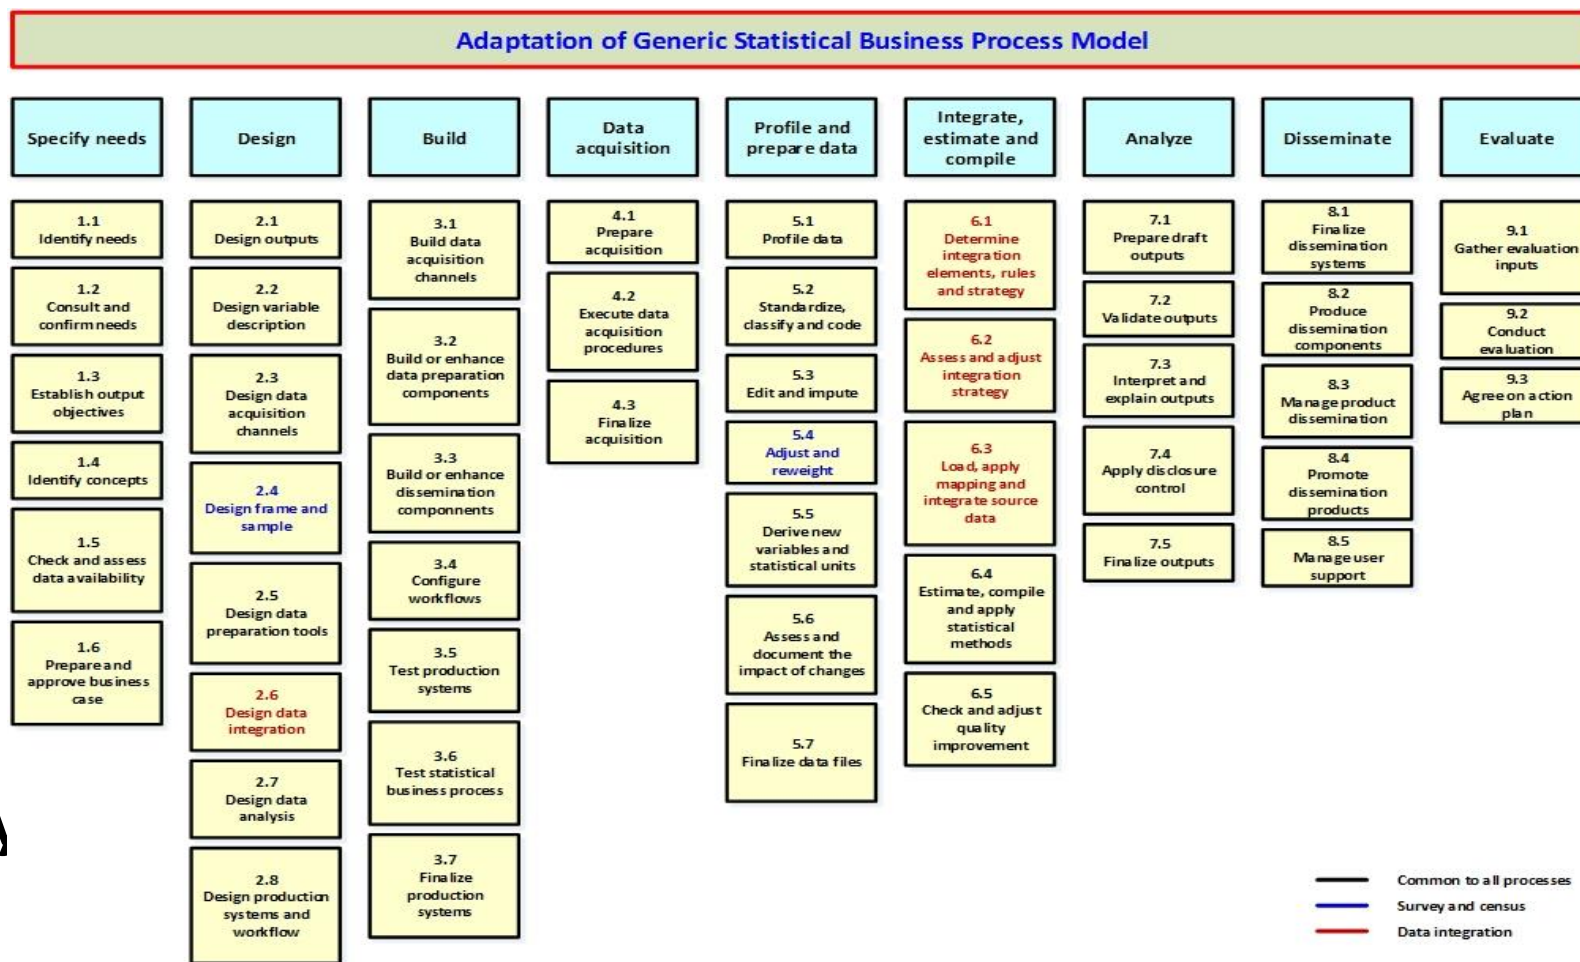 Adaptation of Generic Statistical Business Process Model
Specify needs
1.1
Identify needs
1.2
Consult and
confirm needs
1.3
Establish output
objectives
1.4
Identify concepts
1.5
Check and assess
data availability
1.6
Prepare and
approve business
case
Design
2.1
Design outputs
2.2
Design variable
description
2.3
Design data
acquisition
channels
2.4
Design frame and
sample
2.5
Design data
preparation tools
2.6
Design data
integration
2.7
Design data
analysis
2.8
Design production
systems and
workflow
Build
3.1
Build data
acquisition
channels
3.2
Build or enhance
data preparation
components
3.3
Build or enhance
dissemination
componnents
3.4
Configure
workflows
3.5
Test production
systems
3.6
Test statistical
business process
3.7
Finalize
production
systems
Data
acquisition
4.1
Prepare
acquisition
4.2
Execute data
acquisition
procedures
4.3
Finalize
acquisition
Profile and
prepare data
5.1
Profile data
5.2
Standardize,
classify and code
5.3
Edit and impute
5.4
Adjust and
reweight
5.5
Derive new
variables and
statistical units
5.6
Assess and
document the
impact of changes
5.7
Finalize data files
Integrate,
estimate and
compile
6.1
Determine
integration
elements, rules
and strategy
6.2
Assess and adjust
integration
strategy
6.3
Load, apply
mapping and
integrate source
data
6.4
Estimate, compile
and apply
statistical
methods
6.5
Check and adjust
quality
improvement
Analyze
7.1
Prepare draft
outputs
7.2
Validate outputs
7.3
Interpret and
explain outputs
7.4
Apply disclosure
control
7.5
Finalize outputs
Disseminate
8.1
Finalize
dissemination
systems
8.2
Produce
dissemination
components
8.3
Manage product
dissemination
8.4
Promote
dissemination
products
8.5
Manage user
support
Evaluate
9.1
Gather evaluation
inputs
9.2
Conduct
evaluation
9.3
Agree on action
plan
Common to all processes
Survey and census
Data integration